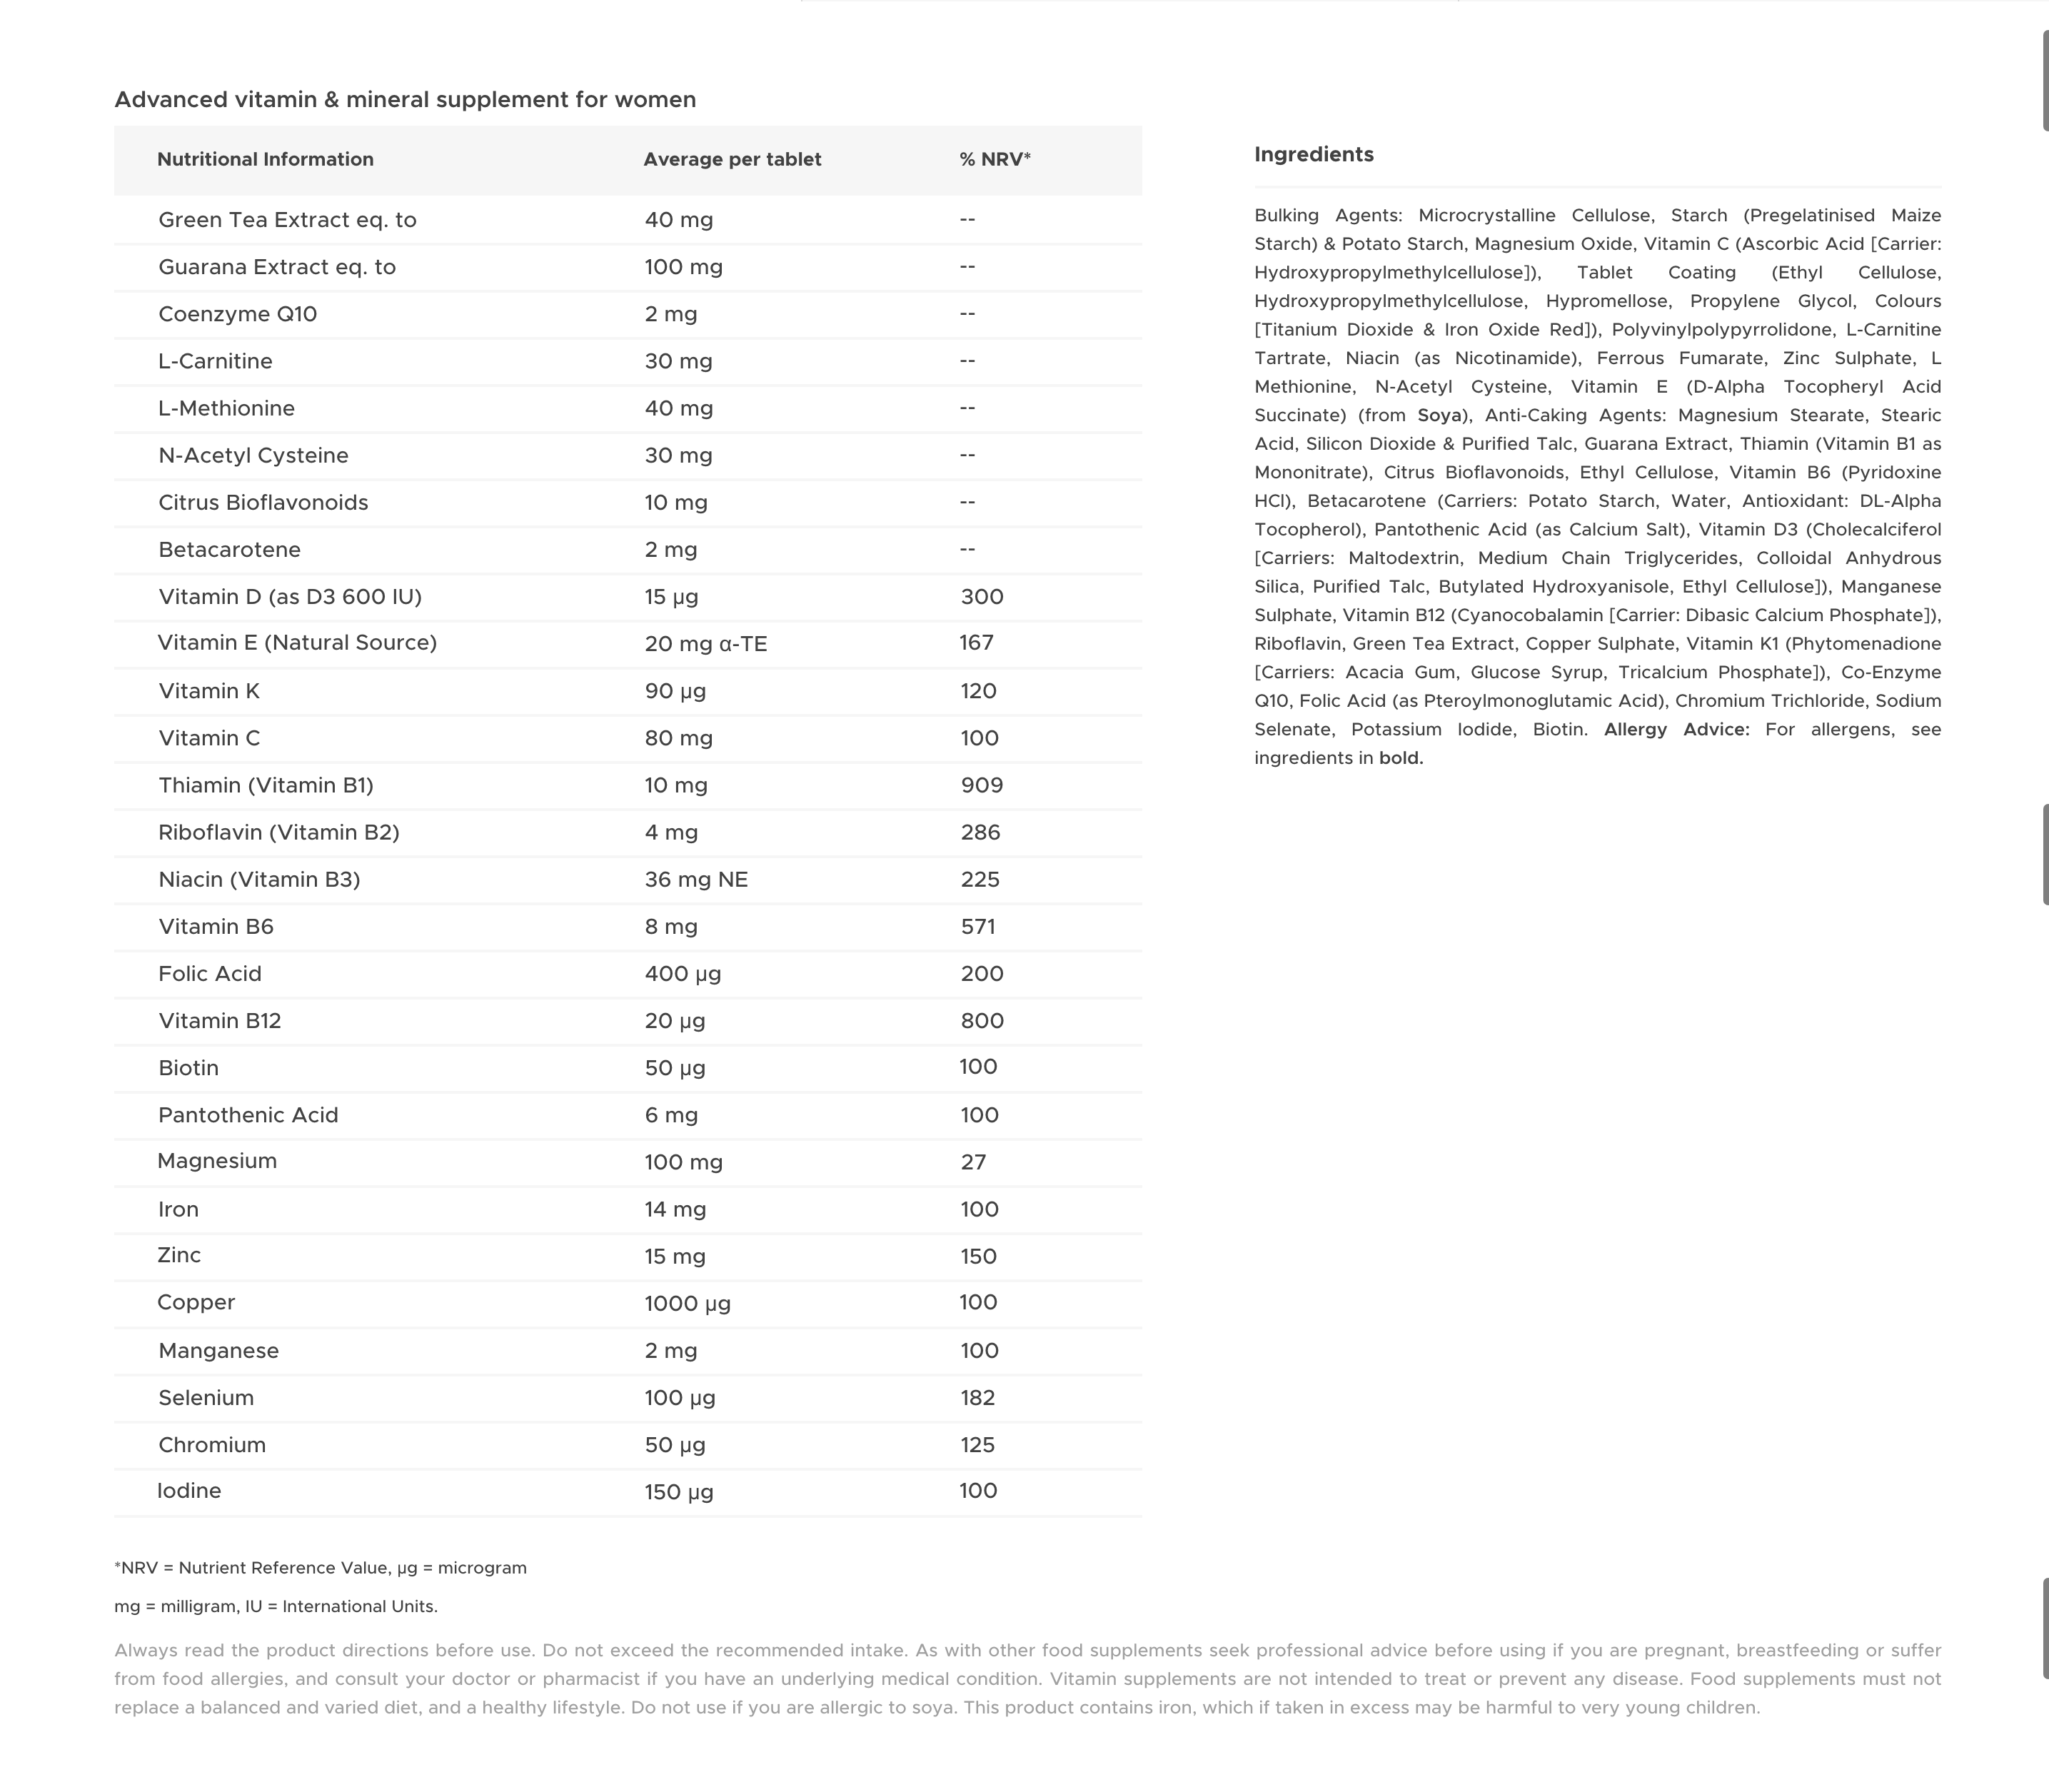 Advanced vitamin & mineral supplement for women
Nutritional Information Average per tablet % NRV*
Green Tea Extract eq. to 40 mg --
Guarana Extract eq. to 100 mg --
Coenzyme Q10 2 mg --
L-Carnitine 30 mg --
L-Methionine 40 mg --
N-Acetyl Cysteine 30 mg --
Citrus Bioflavonoids 10 mg --
Betacarotene 2 mg --
Vitamin D (as D3 600 IU) 15 µg 300
Vitamin E (Natural Source) 20 mg α-TE 167
Vitamin K 90 µg 120
Vitamin C 80 mg 100
Thiamin (Vitamin B1) 10 mg 909
Riboflavin (Vitamin B2) 4 mg 286
Niacin (Vitamin B3) 36 mg NE 225
Vitamin B6 8 mg 571
Folic Acid 400 µg 200
Vitamin B12 20 µg 800
Biotin 50 µg 100
Pantothenic Acid 6 mg 100
Magnesium 100 mg 27
Iron 14 mg 100
Zinc 15 mg 150
Copper 1000 µg 100
Manganese 2 mg 100
Selenium 100 µg 182
Chromium 50 µg 125
Iodine 150 µg 100
*NRV = Nutrient Reference Value, µg = microgram
mg = milligram, IU = International Units.
Ingredients
Bulking Agents: Microcrystalline Cellulose, Starch (Pregelatinised Maize
Starch) & Potato Starch, Magnesium Oxide, Vitamin C (Ascorbic Acid [Carrier:
Hydroxypropylmethylcellulose]), Tablet Coating (Ethyl Cellulose,
Hydroxypropylmethylcellulose, Hypromellose, Propylene Glycol, Colours
[Titanium Dioxide & Iron Oxide Red]), Polyvinylpolypyrrolidone, L-Carnitine
Tartrate, Niacin (as Nicotinamide), Ferrous Fumarate, Zinc Sulphate, L
Methionine, N-Acetyl Cysteine, Vitamin E (D-Alpha Tocopheryl Acid
Succinate) (from Soya), Anti-Caking Agents: Magnesium Stearate, Stearic
Acid, Silicon Dioxide & Purified Talc, Guarana Extract, Thiamin (Vitamin B1 as
Mononitrate), Citrus Bioflavonoids, Ethyl Cellulose, Vitamin B6 (Pyridoxine
HCl), Betacarotene (Carriers: Potato Starch, Water, Antioxidant: DL-Alpha
Tocopherol), Pantothenic Acid (as Calcium Salt), Vitamin D3 (Cholecalciferol
[Carriers: Maltodextrin, Medium Chain Triglycerides, Colloidal Anhydrous
Silica, Purified Talc, Butylated Hydroxyanisole, Ethyl Cellulose]), Manganese
Sulphate, Vitamin B12 (Cyanocobalamin [Carrier: Dibasic Calcium Phosphate]),
Riboflavin, Green Tea Extract, Copper Sulphate, Vitamin K1 (Phytomenadione
[Carriers: Acacia Gum, Glucose Syrup, Tricalcium Phosphate]), Co-Enzyme
Q10, Folic Acid (as Pteroylmonoglutamic Acid), Chromium Trichloride, Sodium
Selenate, Potassium Iodide, Biotin. Allergy Advice: For allergens, see
ingredients in bold.
Always read the product directions before use. Do not exceed the recommended intake. As with other food supplements seek professional advice before using if you are pregnant, breastfeeding or suffer
from food allergies, and consult your doctor or pharmacist if you have an underlying medical condition. Vitamin supplements are not intended to treat or prevent any disease. Food supplements must not
replace a balanced and varied diet, and a healthy lifestyle. Do not use if you are allergic to soya. This product contains iron, which if taken in excess may be harmful to very young children.